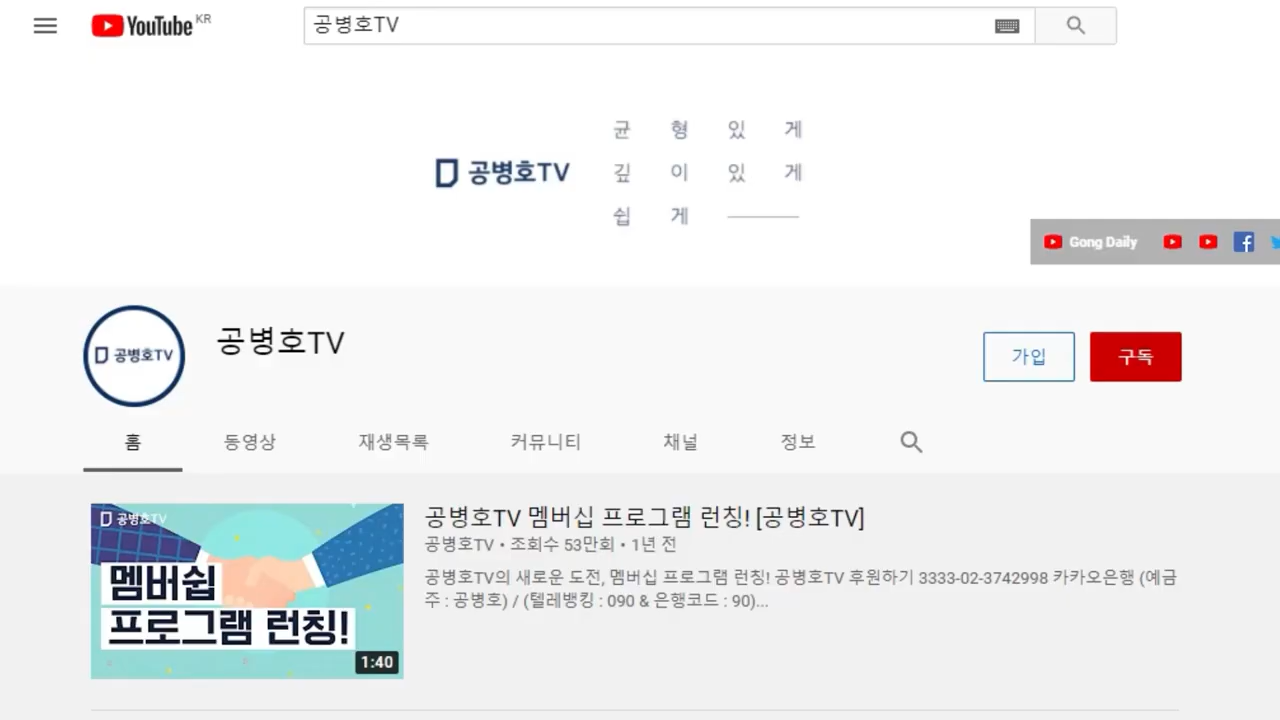 YouTube KR
공병호TV
균 형 있 게
공병호TV
깊 이 있 게
쉽 게
Gong Daily
공병호TV
공병호TV
가입
구독
홈 동영상 재생목록 커뮤니티 채널 정보
공병호TV
멤버쉽
프로그램 런칭!
1:40
공병호TV 멤버십 프로그램 런칭! [공병호TV]
공병호TV • 조회수 53만회 • 1년 전
공병호TV의 새로운 도전, 멤버십 프로그램 런칭! 공병호TV 후원하기 3333-02-3742998 카카오은행 (예금
주 : 공병호) / (텔레뱅킹 : 090 & 은행코드 : 90)...